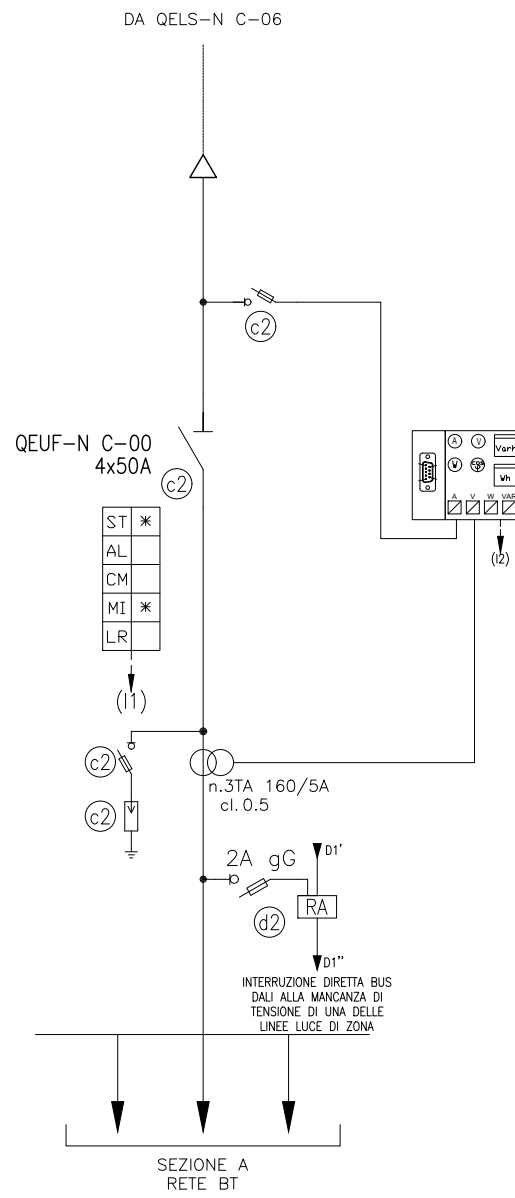 DA QELS-N C-06
c2
QEUF-N C-00
4x50A
c2
A V Varh
W cosφ Wh
A V W VAR
(I2)
ST *
AL
CM
MI *
LR
(I1)
c2
n.3TA 160/5A
cl.0.5
c2
2A gG
D1'
RA
d2
D1''
INTERRUZIONE DIRETTA BUS
DALI ALLA MANCANZA DI
TENSIONE DI UNA DELLE
LINEE LUCE DI ZONA
SEZIONE A
RETE BT